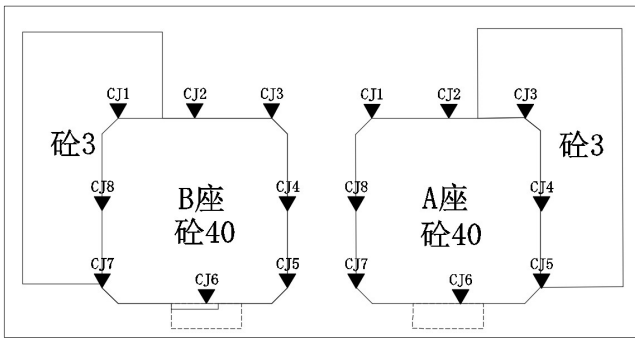 CJ1 CJ2 CJ3 CJ1 CJ2 CJ3
砼3 砼3
CJ8 CJ4 CJ8 CJ4
B座 A座
砼40 砼40
CJ7 CJ5 CJ7 CJ5
CJ6 CJ6